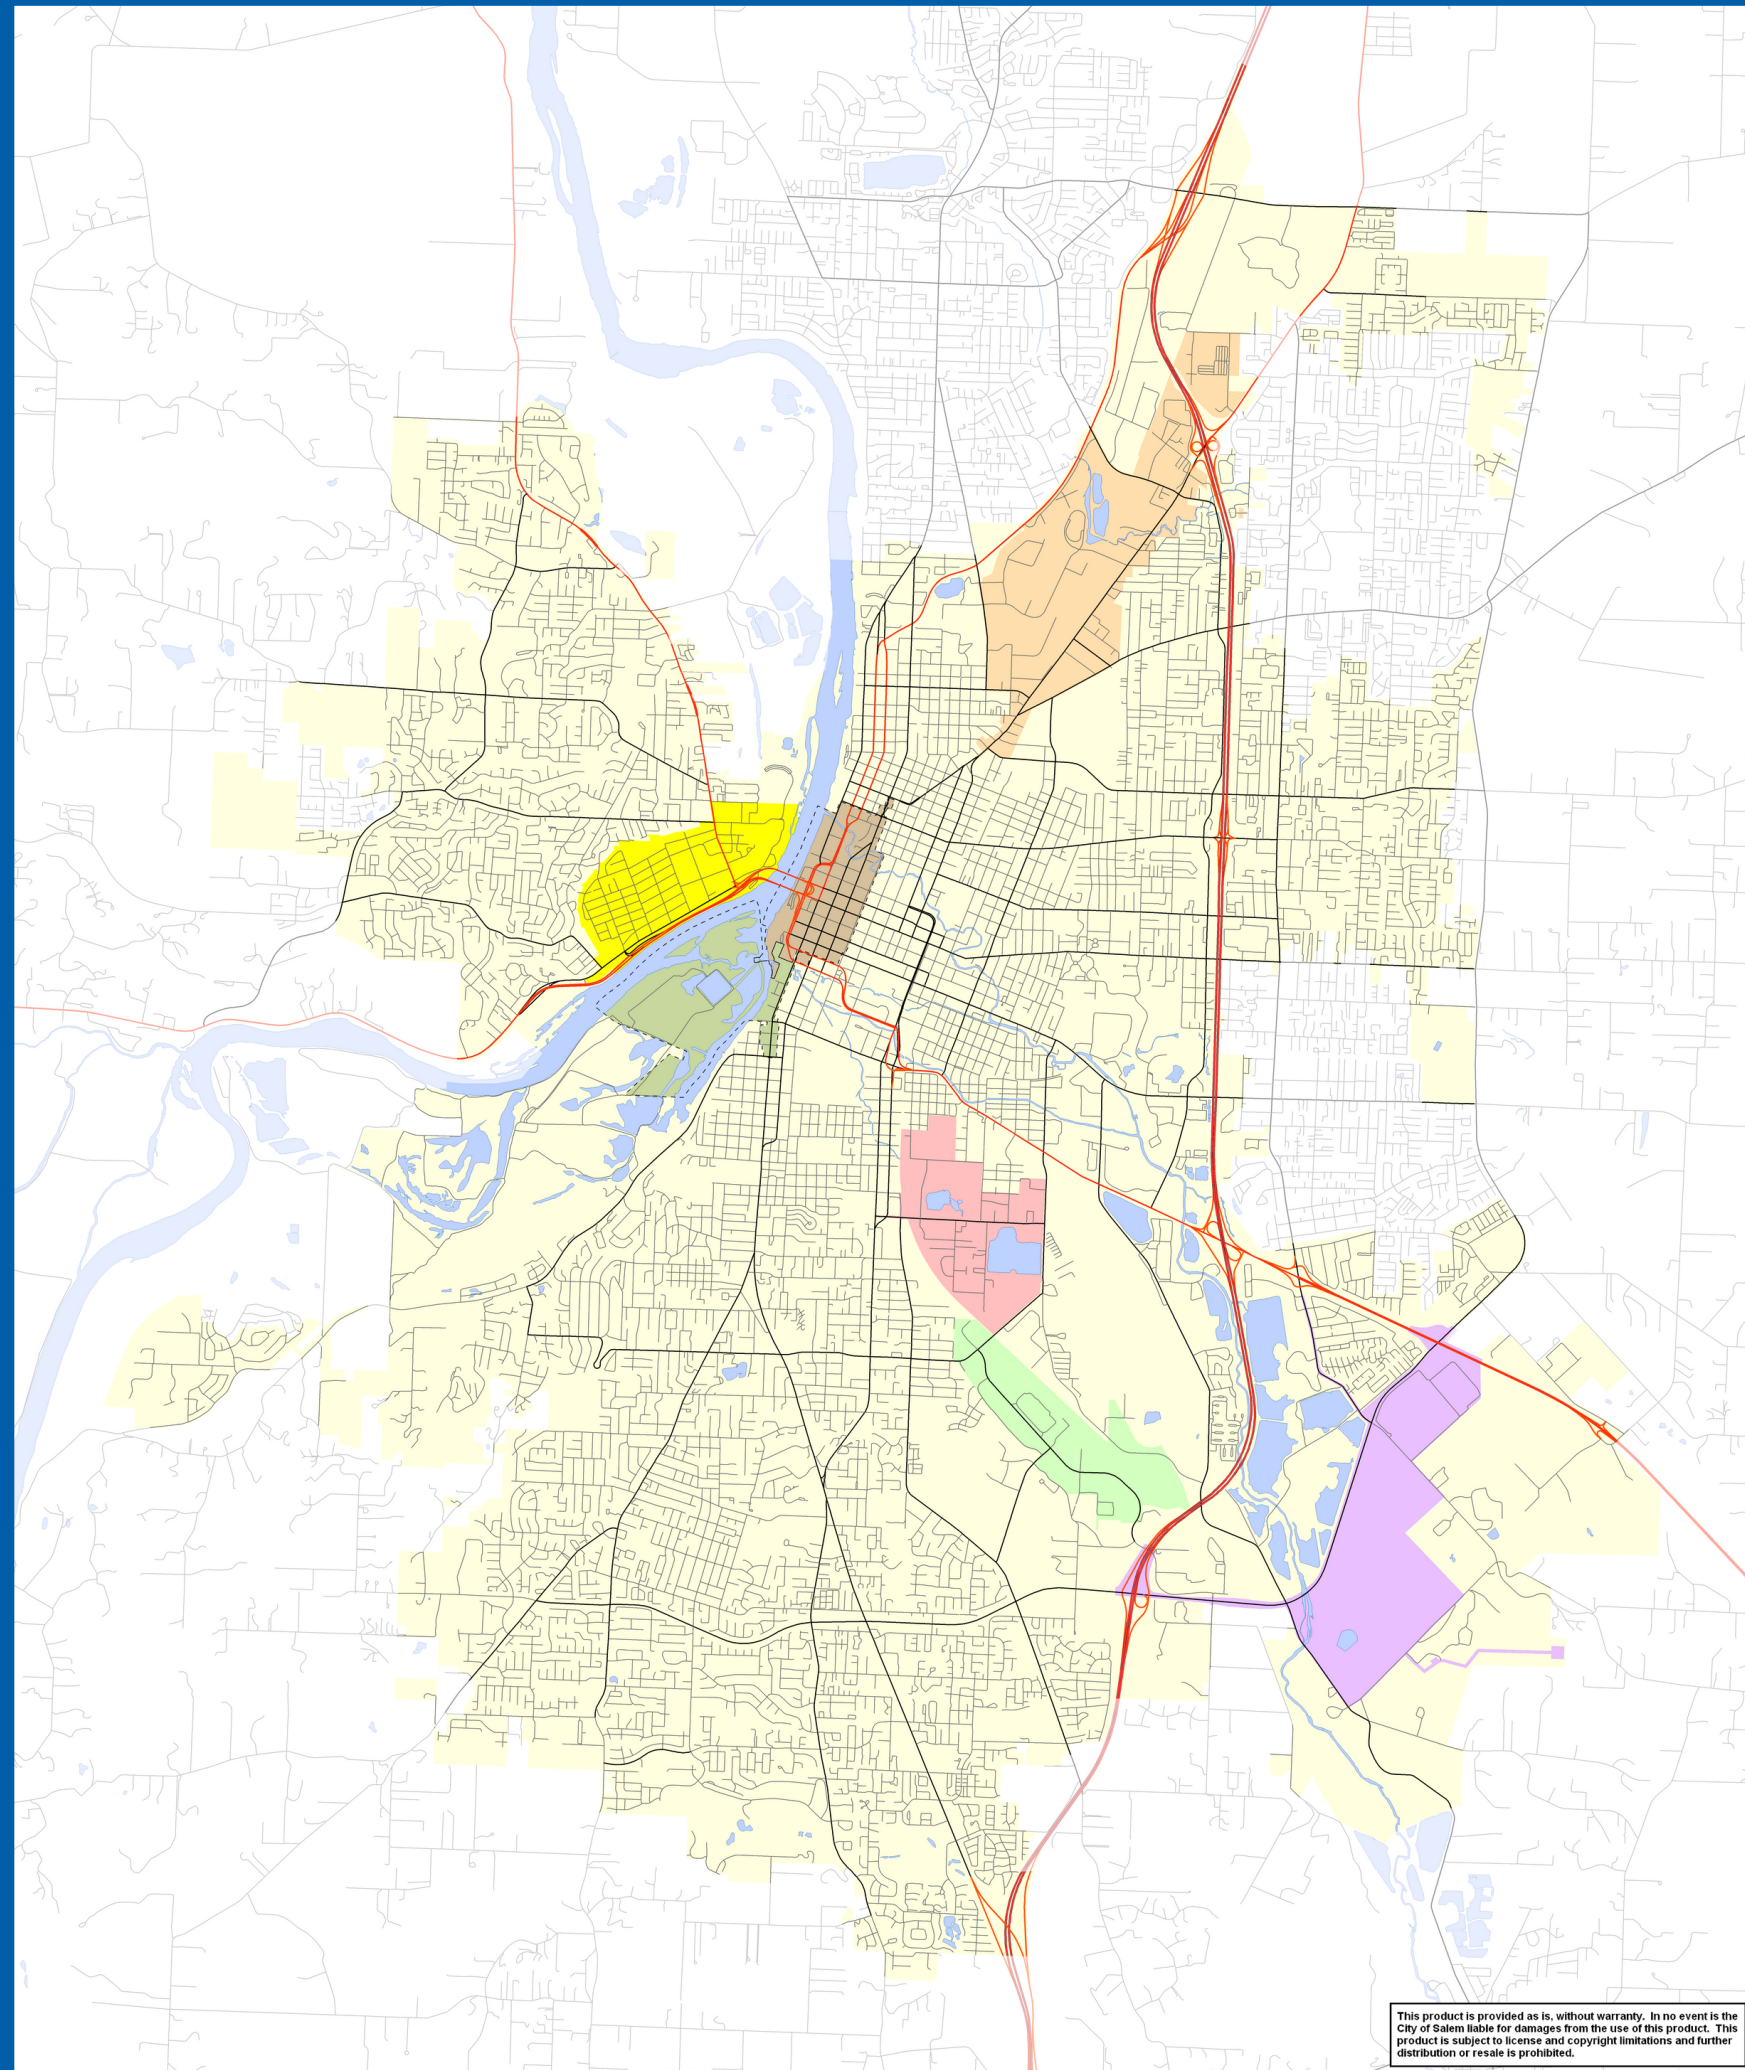 This product is provided as is, without warranty. In no event is the
City of Salem liable for damages from the use of this product. This
product is subject to license and copyright limitations and further
distribution or resale is prohibited.